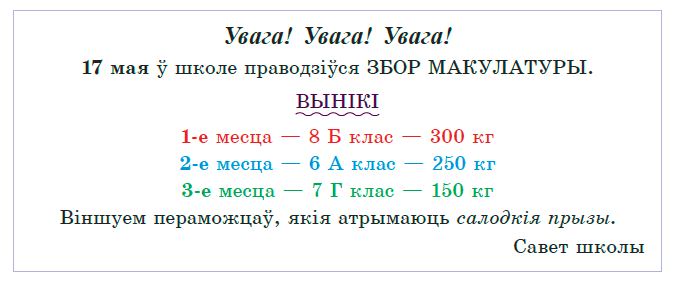 Увага! Увага! Увага!
17 мая ў школе праводзіўся ЗБОР МАКУЛАТУРЫ.
ВЫНІКІ
1-е месца — 8 Б клас — 300 кг
2-е месца — 6 А клас — 250 кг
3-е месца — 7 Г клас — 150 кг
Віншуем пераможцаў, якія атрымаюць салодкія прызы.
Савет школы